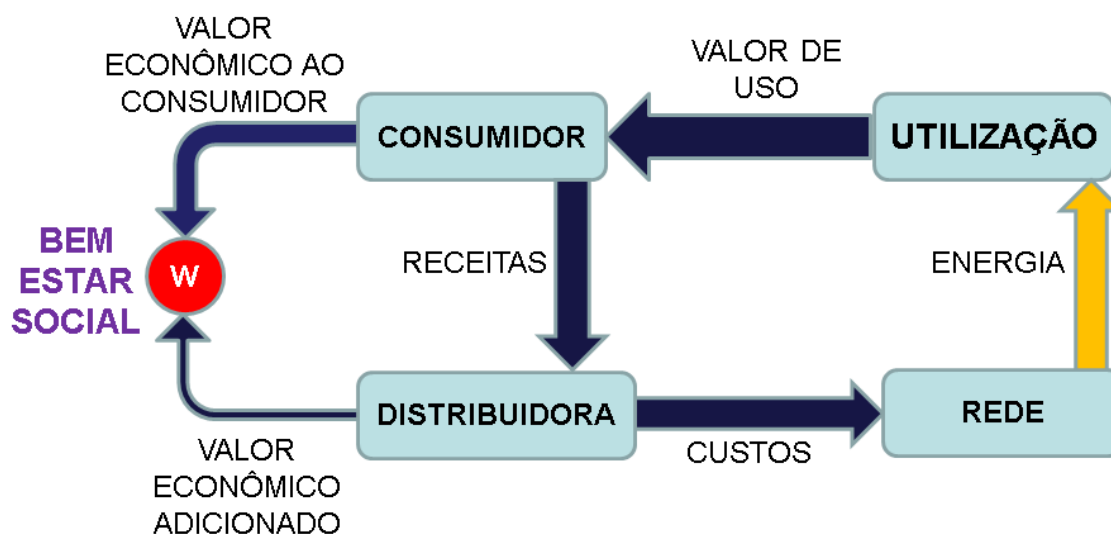 VALOR
ECONÔMICO AO
CONSUMIDOR
VALOR DE
USO
CONSUMIDOR
UTILIZAÇÃO
BEM
ESTAR
SOCIAL
W
RECEITAS
ENERGIA
DISTRIBUIDORA
REDE
CUSTOS
VALOR
ECONÔMICO
ADICIONADO